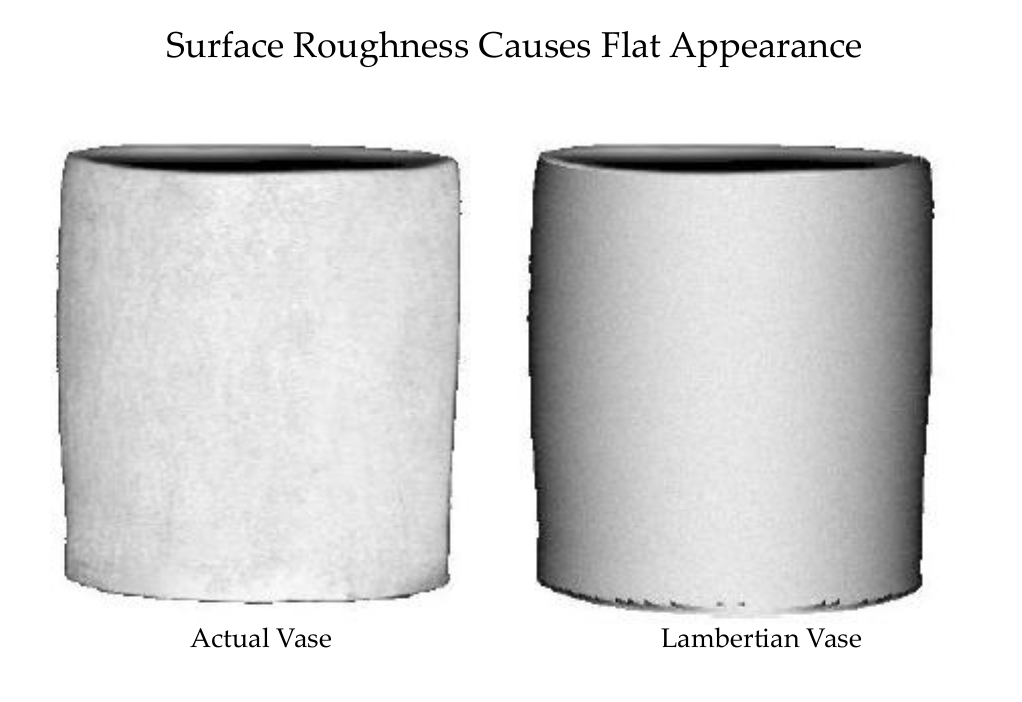 Surface Roughness Causes Flat Appearance
Actual Vase
Lambertian Vase